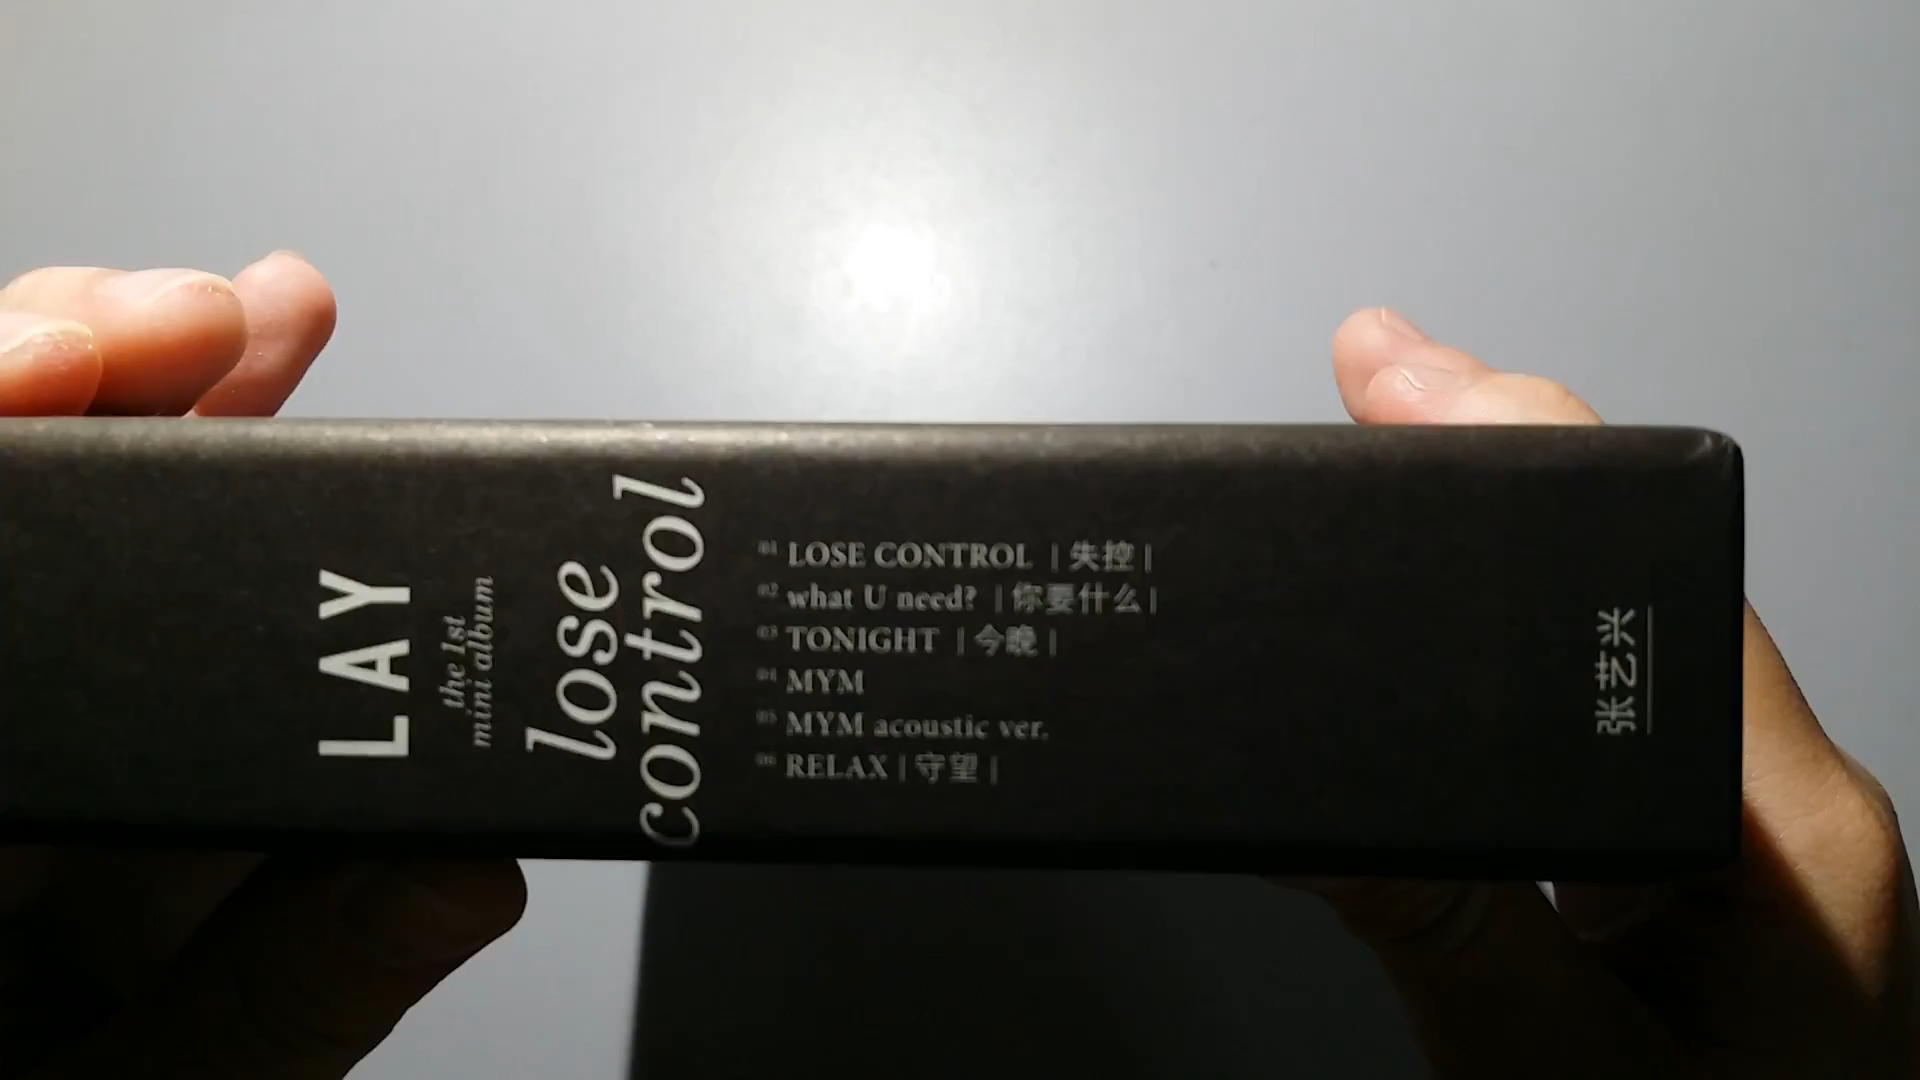 LAY
the 1st
mini album
lose
control
01 LOSE CONTROL | 失控 |
02 what U need? | 你要什么 |
03 TONIGHT | 今晚 |
04 MYM
05 MYM acoustic ver.
06 RELAX | 守望 |
张艺兴